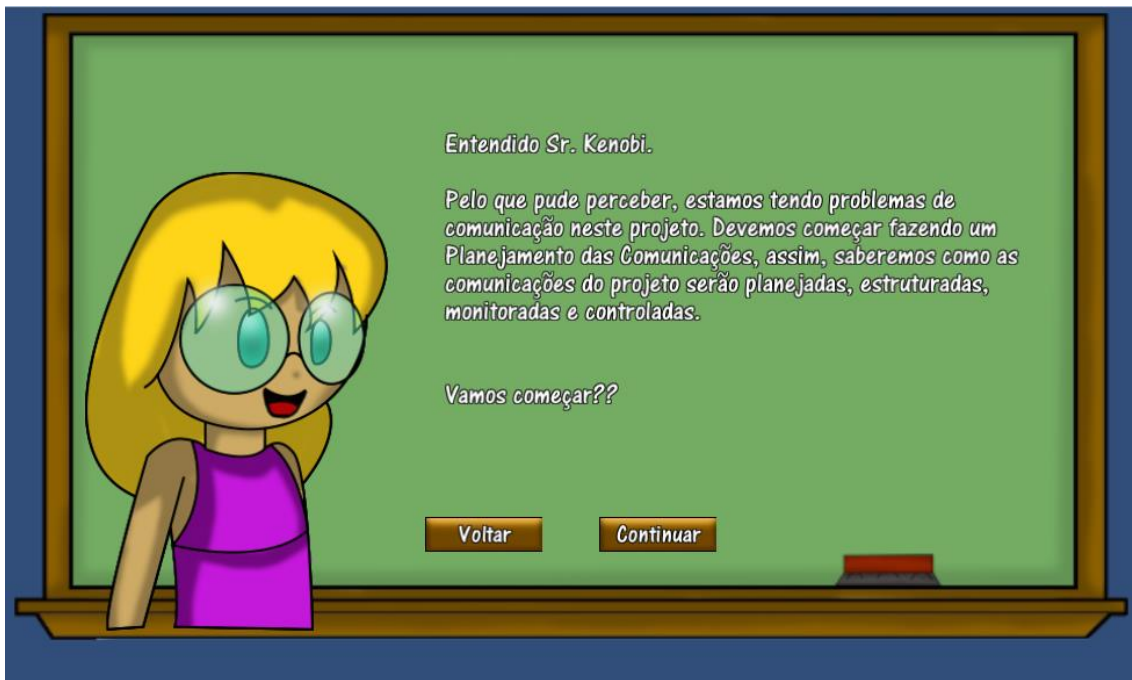 Entendido Sr. Kenobi.
Pelo que pude perceber, estamos tendo problemas de
comunicação neste projeto. Devemos começar fazendo um
Planejamento das Comunicações, assim, saberemos como as
comunicações do projeto serão planejadas, estruturadas,
monitoradas e controladas.
Vamos começar??
Voltar
Continuar